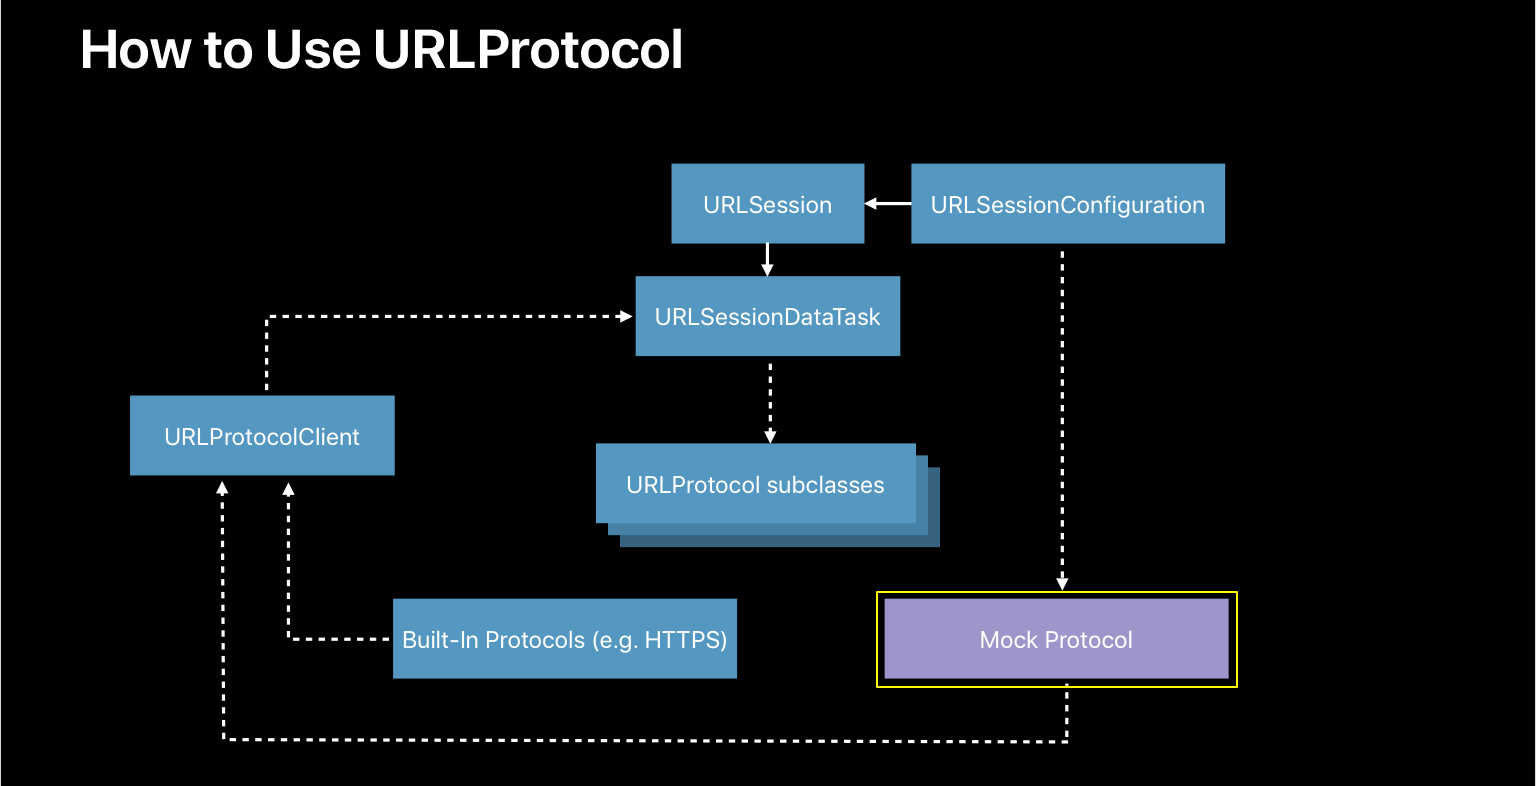 How to Use URLProtocol
URLSession
URLSessionConfiguration
URLSessionDataTask
URLProtocolClient
URLProtocol subclasses
Built-In Protocols (e.g. HTTPS)
Mock Protocol